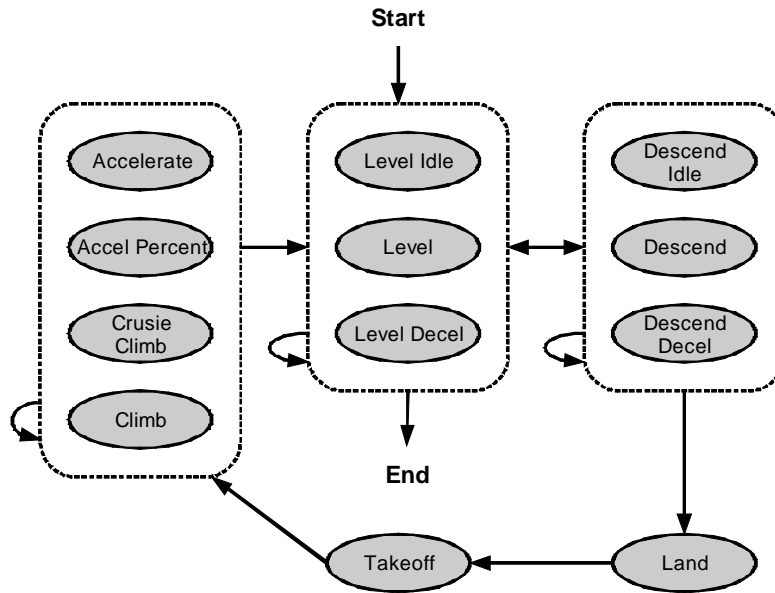 Start
Accelerate
Accel Percent
Crusie
Climb
Climb
Level Idle
Level
Level Decel
Descend
Idle
Descend
Descend
Decel
End
Takeoff
Land